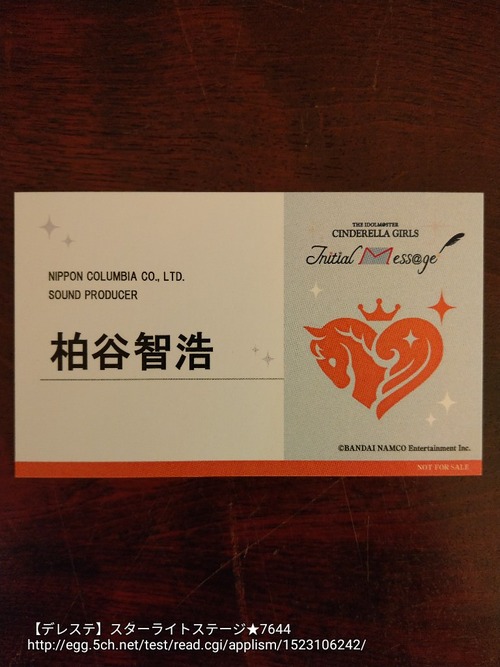 THE IDOLM@STER
CINDERELLA GIRLS
Initial Mess@ge!
NIPPON COLUMBIA CO., LTD.
SOUND PRODUCER
柏谷智浩
©BANDAI NAMCO Entertainment Inc.
NOT FOR SALE
【デレステ】スターライトステージ★7644
http://egg.5ch.net/test/read.cgi/applism/1523106242/